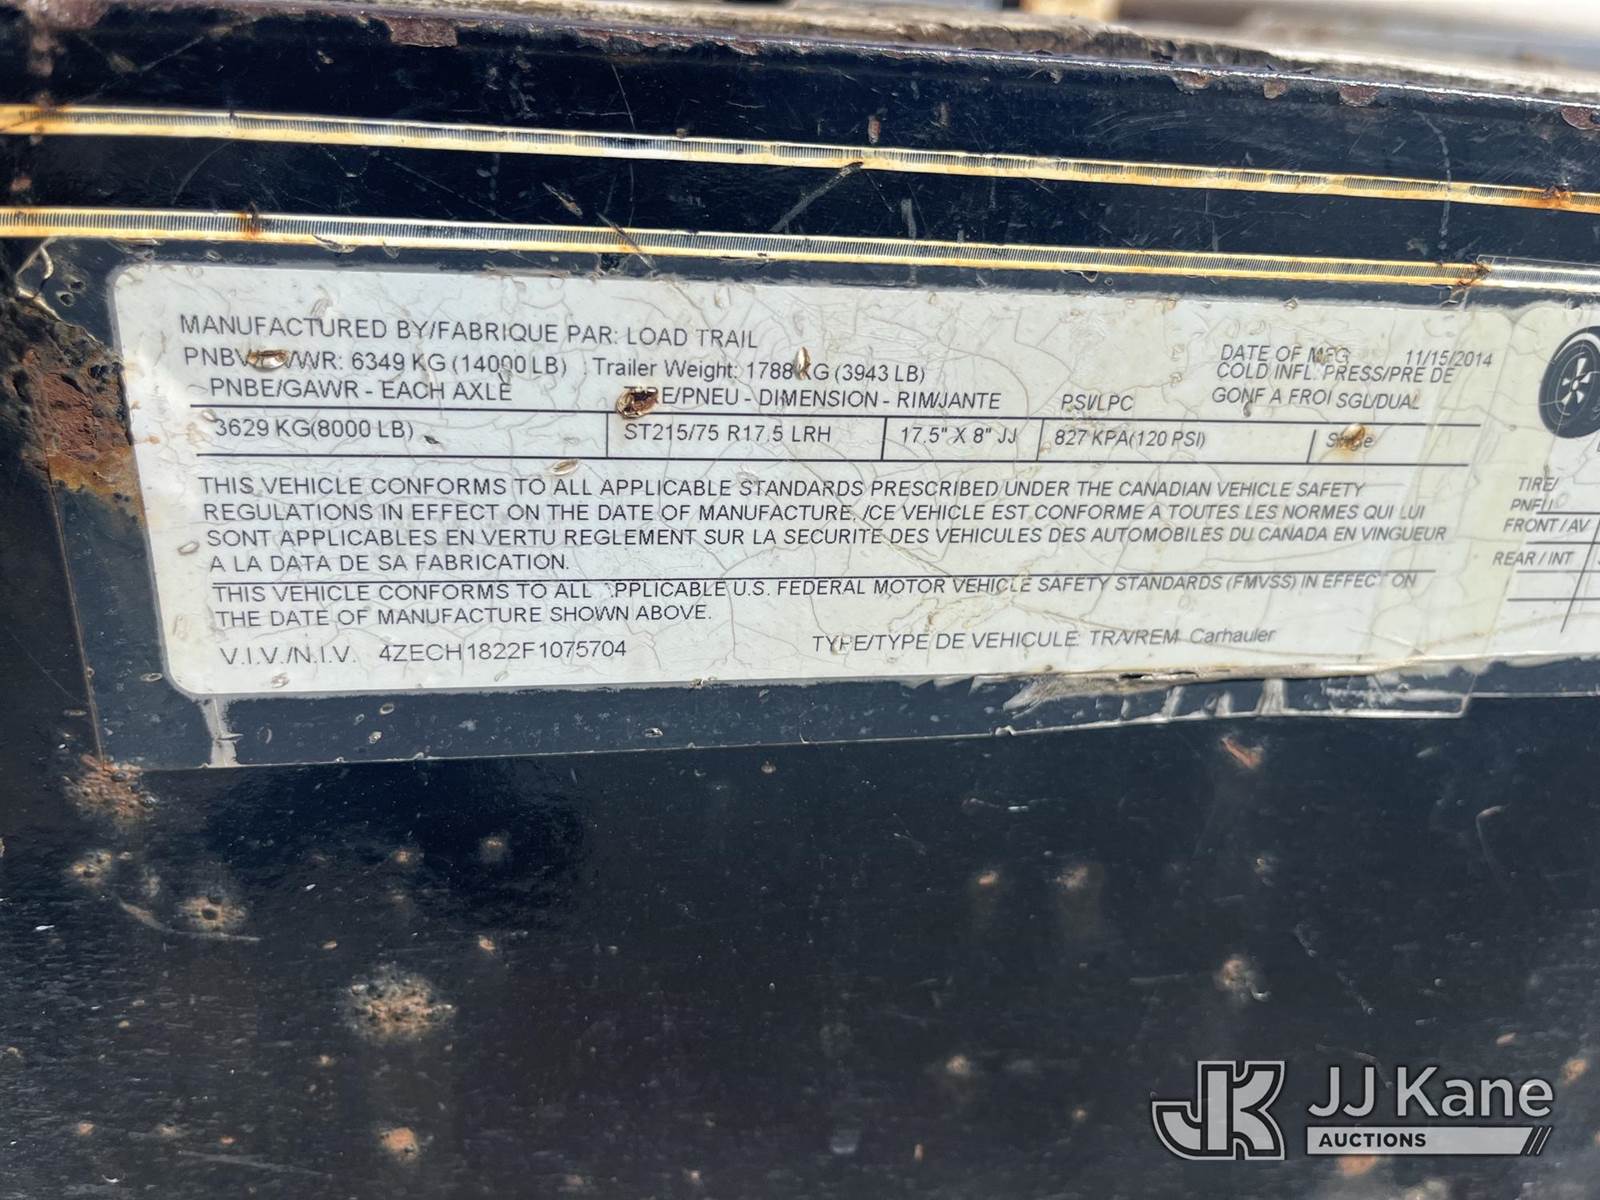 MANUFACTURED BY/FABRIQUE PAR: LOAD TRAIL
6349 KG (14000 LB) Trailer Weight: 1788 KG (3943 LB)
DATE OF MFG 11/15/2014
PNBE/GAWR - EACH AXLE TIRE/PNEU - DIMENSION - RIM/JANTE PSI/LPC
COLD INFL. PRESS/PRE DE
GONF A FROI SGL/DUAL
3629 KG(8000 LB) ST215/75 R17.5 LRH 17.5" X 8" JJ 827 KPA(120 PSI)
THIS VEHICLE CONFORMS TO ALL APPLICABLE STANDARDS PRESCRIBED UNDER THE CANADIAN VEHICLE SAFETY
REGULATIONS IN EFFECT ON THE DATE OF MANUFACTURE, /CE VEHICLE EST CONFORME A TOUTES LES NORMES QUI LUI
SONT APPLICABLES EN VERTU REGLEMENT SUR LA SECURITE DES VEHICULES DES AUTOMOBILES DU CANADA EN VINGUEUR
A LA DATA DE SA FABRICATION.
THIS VEHICLE CONFORMS TO ALL APPLICABLE U.S. FEDERAL MOTOR VEHICLE SAFETY STANDARDS (FMVSS) IN EFFECT ON
THE DATE OF MANUFACTURE SHOWN ABOVE.
V.I.V./N.I.V. 4ZECH1822F1075704 TYPE/TYPE DE VEHICULE: TRA/REM Carhauler
TIRE/
PNEU
FRONT / AV
REAR / INT
JK JJ Kane
AUCTIONS